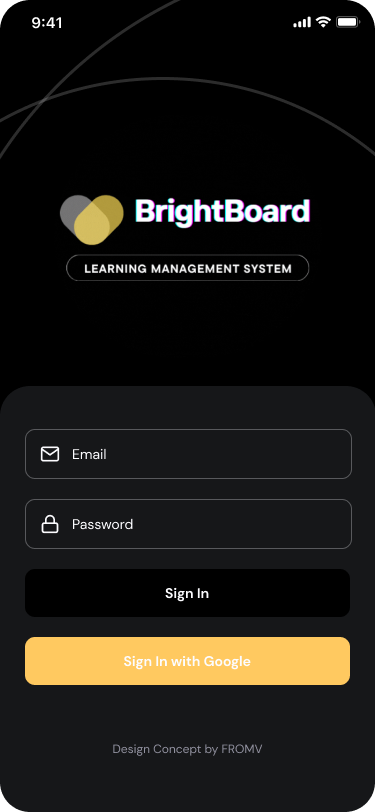 9:41
BrightBoard
LEARNING MANAGEMENT SYSTEM
Email
Password
Sign In
Sign In with Google
Design Concept by FROMV